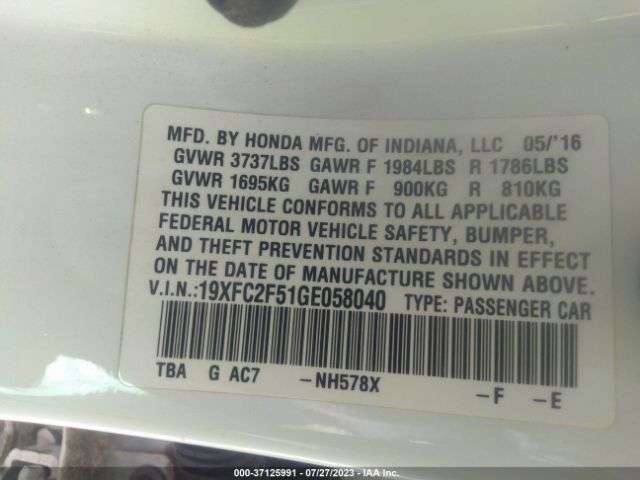 MFD. BY HONDA MFG. OF INDIANA, LLC 05/'16
GVWR 3737LBS GAWR F 1984LBS R 1786LBS
GVWR 1695KG GAWR F 900KG R 810KG
THIS VEHICLE CONFORMS TO ALL APPLICABLE
FEDERAL MOTOR VEHICLE SAFETY, BUMPER,
AND THEFT PREVENTION STANDARDS IN EFFECT
ON THE DATE OF MANUFACTURE SHOWN ABOVE.
V.I.N.:19XFC2F51GE058040 TYPE: PASSENGER CAR
TBA G AC7 -NH578X -F -E
000-37125991 - 07/27/2023 - IAA Inc.